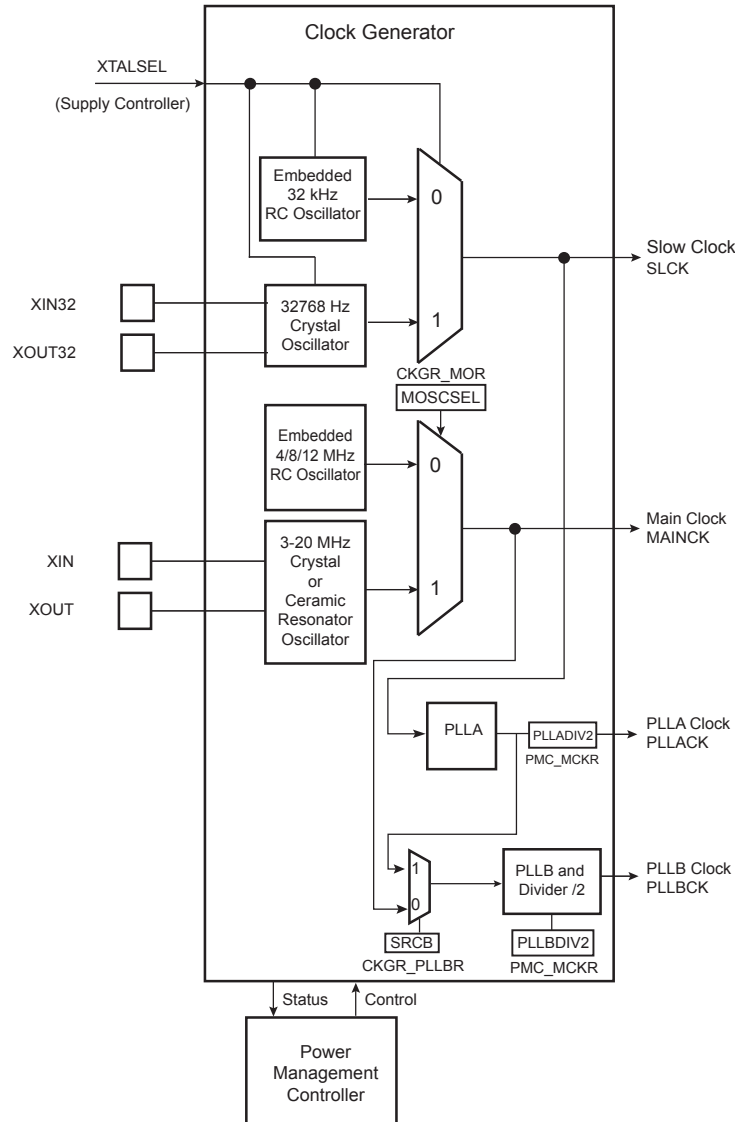 Clock Generator
XTALSEL
(Supply Controller)
Embedded
32 kHz
RC Oscillator
0
Slow Clock
SLCK
XIN32
XOUT32
32768 Hz
Crystal
Oscillator
1
CKGR_MOR
MOSCSEL
Embedded
4/8/12 MHz
RC Oscillator
0
Main Clock
MAINCK
XIN
XOUT
3-20 MHz
Crystal
or
Ceramic
Resonator
Oscillator
1
PLLA
PLLADIV2
PMC_MCKR
PLLA Clock
PLLACK
1
0
SRCB
CKGR_PLLBR
PLLB and
Divider /2
PLLBDIV2
PMC_MCKR
PLLB Clock
PLLBCK
Status
Control
Power
Management
Controller